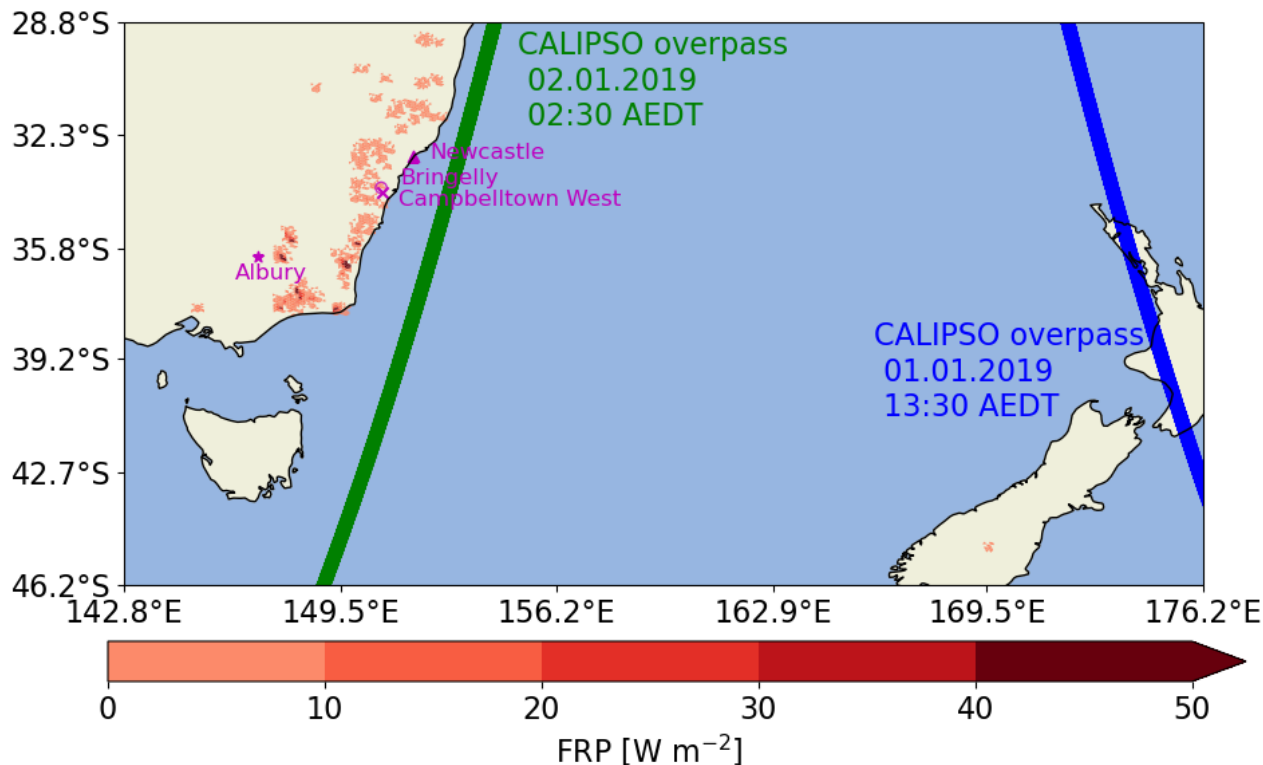 28.8°S
32.3°S
35.8°S
39.2°S
42.7°S
46.2°S
CALIPSO overpass
02.01.2019
02:30 AEDT
Newcastle
Bringelly
Campbelltown West
Albury
CALIPSO overpass
01.01.2019
13:30 AEDT
142.8°E 149.5°E 156.2°E 162.9°E 169.5°E 176.2°E
0 10 20 30 40 50
FRP [W m⁻²]